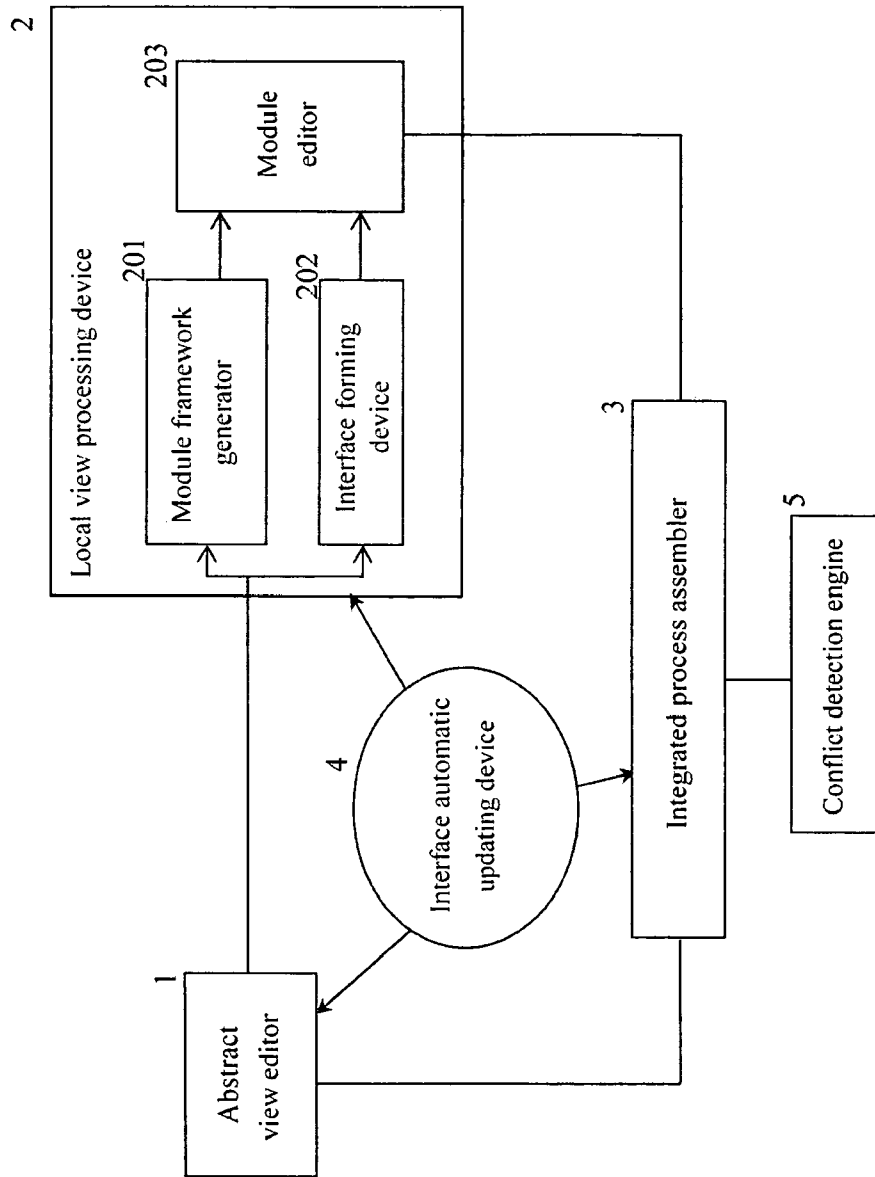 2
Local view processing device
201
Module framework
generator
202
Interface forming
device
203
Module
editor
1
Abstract
view editor
4
Interface automatic
updating device
3
Integrated process assembler
5
Conflict detection engine